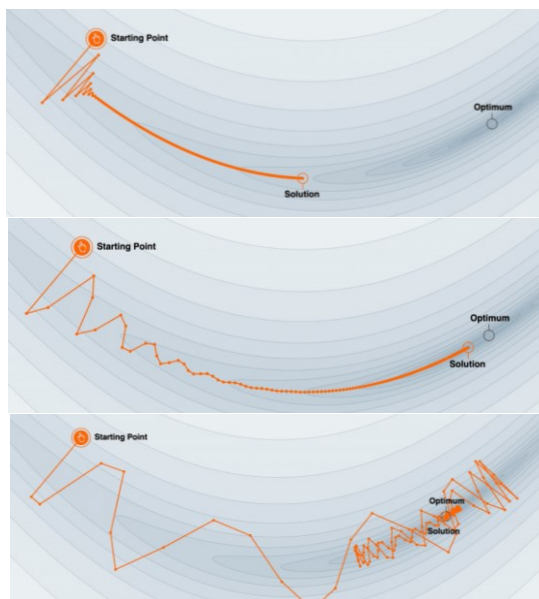 Starting Point
Optimum
Solution
Starting Point
Optimum
Solution
Starting Point
Optimum
Solution